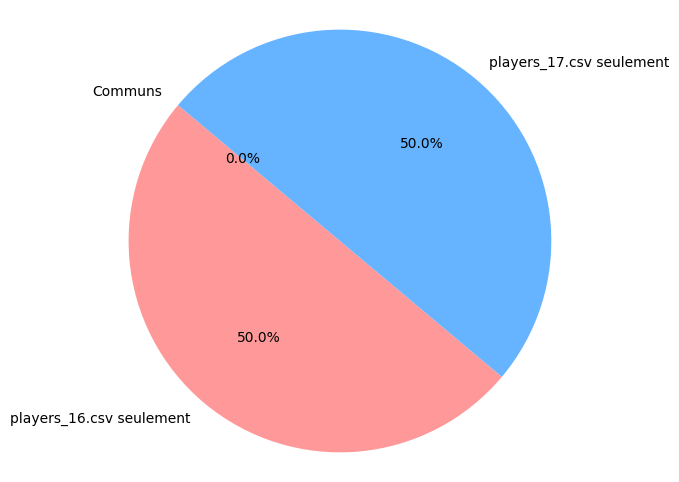 players_17.csv seulement
Communs
50.0%
0.0%
50.0%
players_16.csv seulement